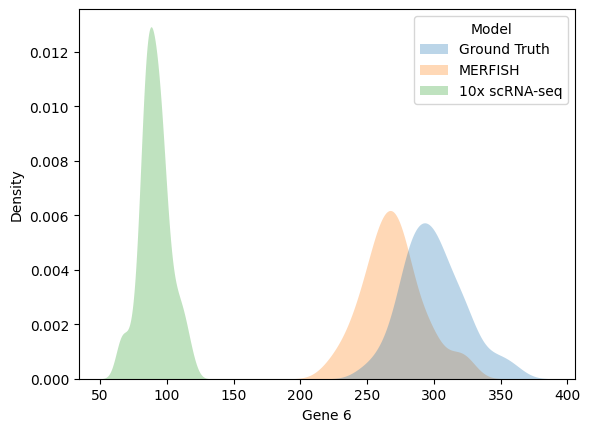 Model
Ground Truth
MERFISH
10x scRNA-seq
Density
0.012
0.010
0.008
0.006
0.004
0.002
0.000
50 100 150 200 250 300 350 400
Gene 6